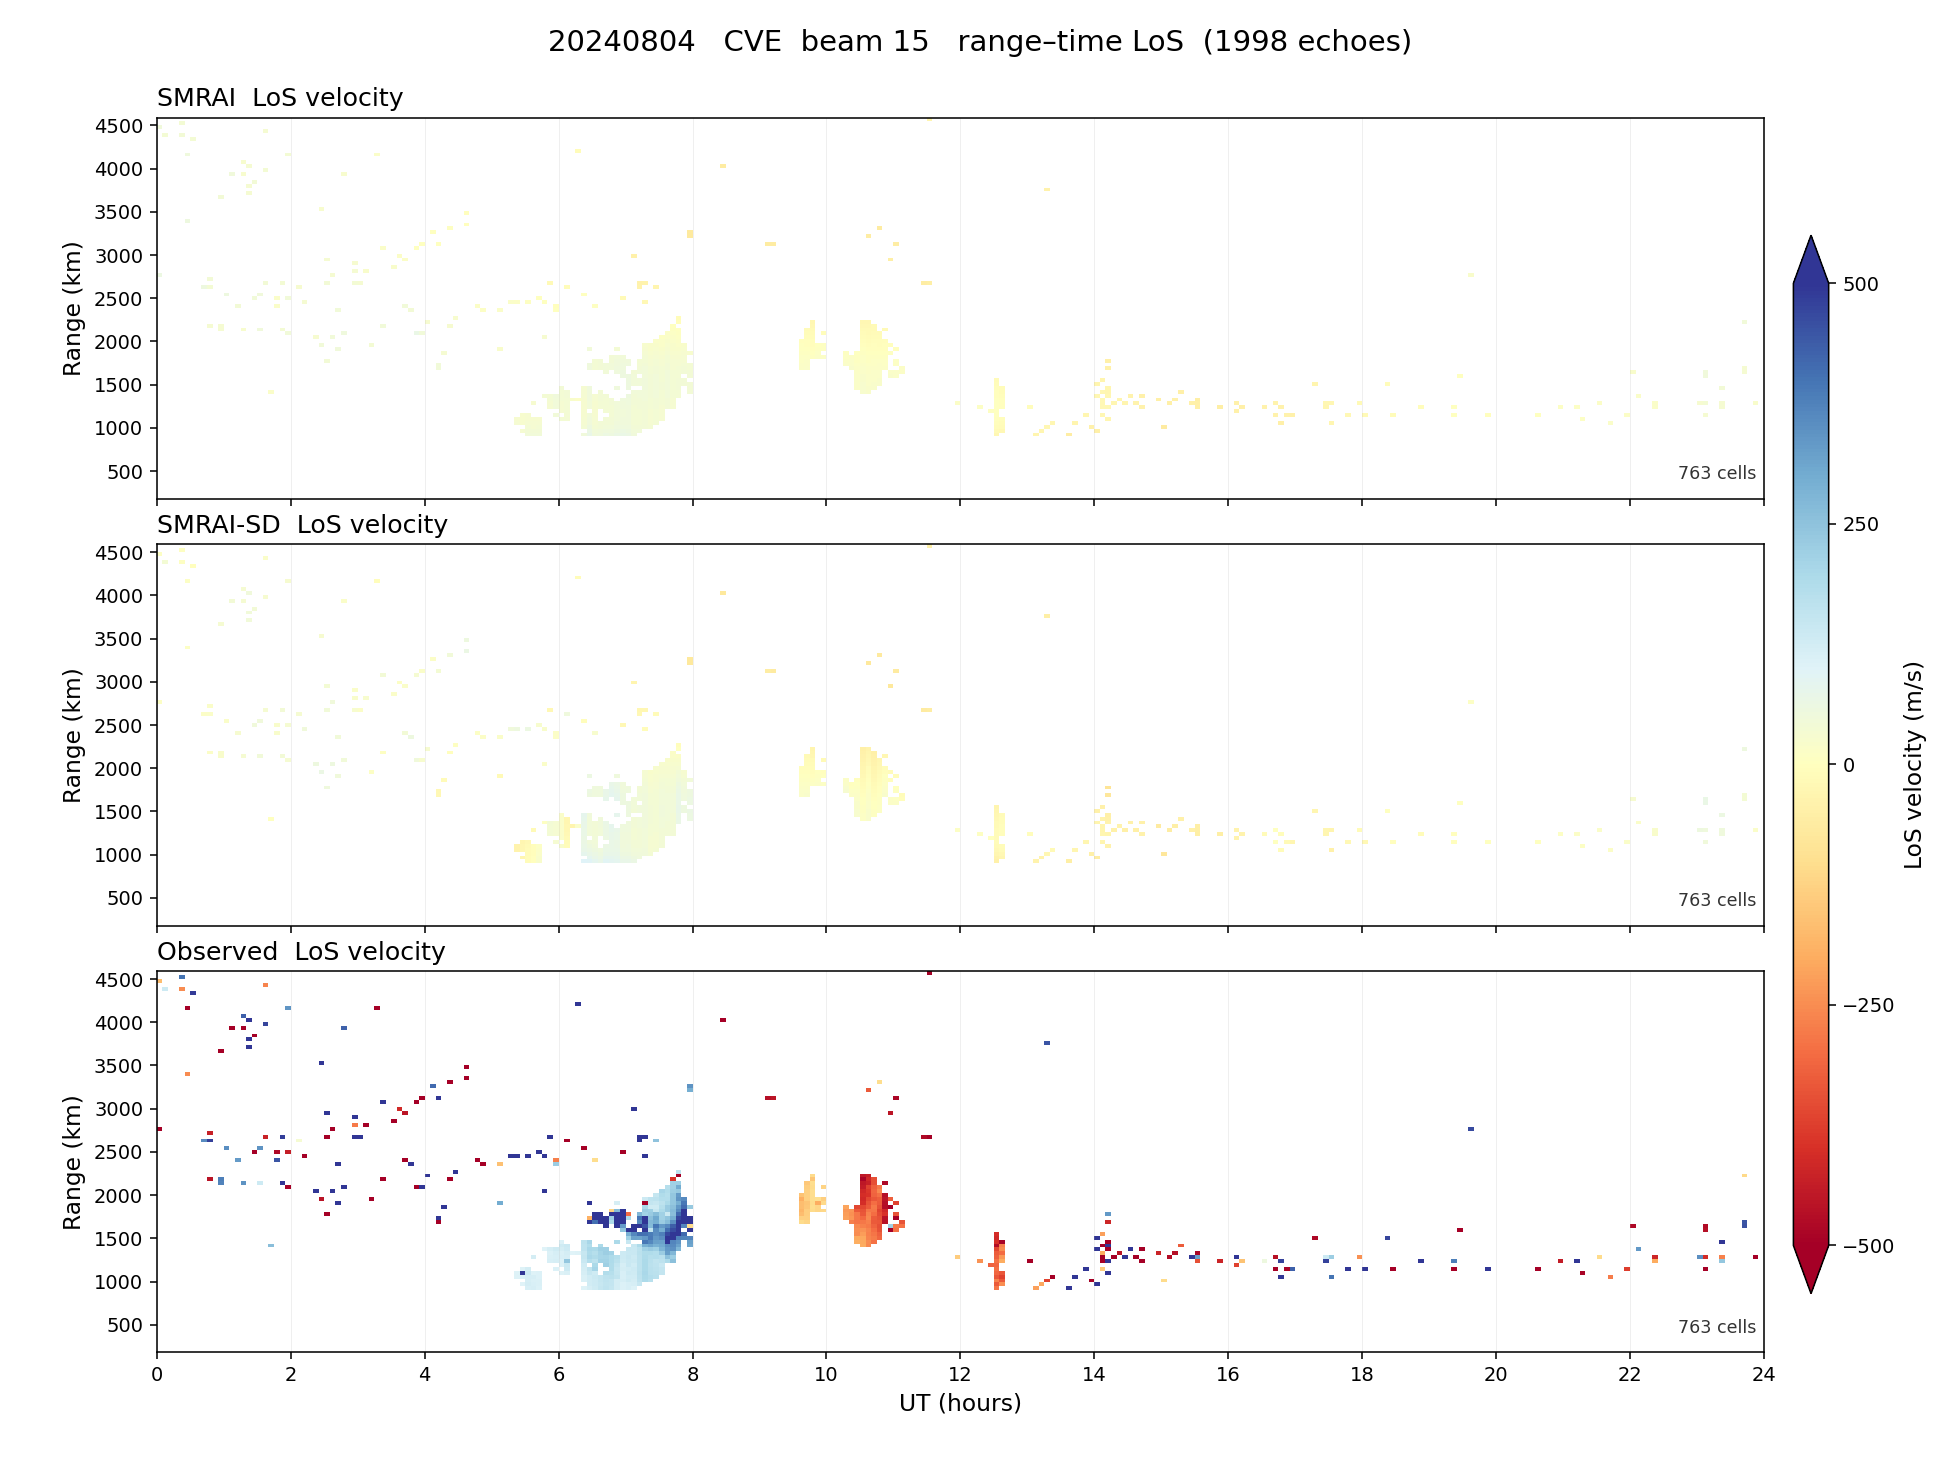 20240804   CVE  beam 15   range–time LoS  (1998 echoes)
SMRAI  LoS velocity
4500
4000
3500
3000
2500
2000
1500
1000
500
Range (km)
763 cells
SMRAI-SD  LoS velocity
4500
4000
3500
3000
2500
2000
1500
1000
500
Range (km)
763 cells
Observed  LoS velocity
4500
4000
3500
3000
2500
2000
1500
1000
500
Range (km)
763 cells
0 2 4 6 8 10 12 14 16 18 20 22 24
UT (hours)
500
250
0
−250
−500
LoS velocity (m/s)